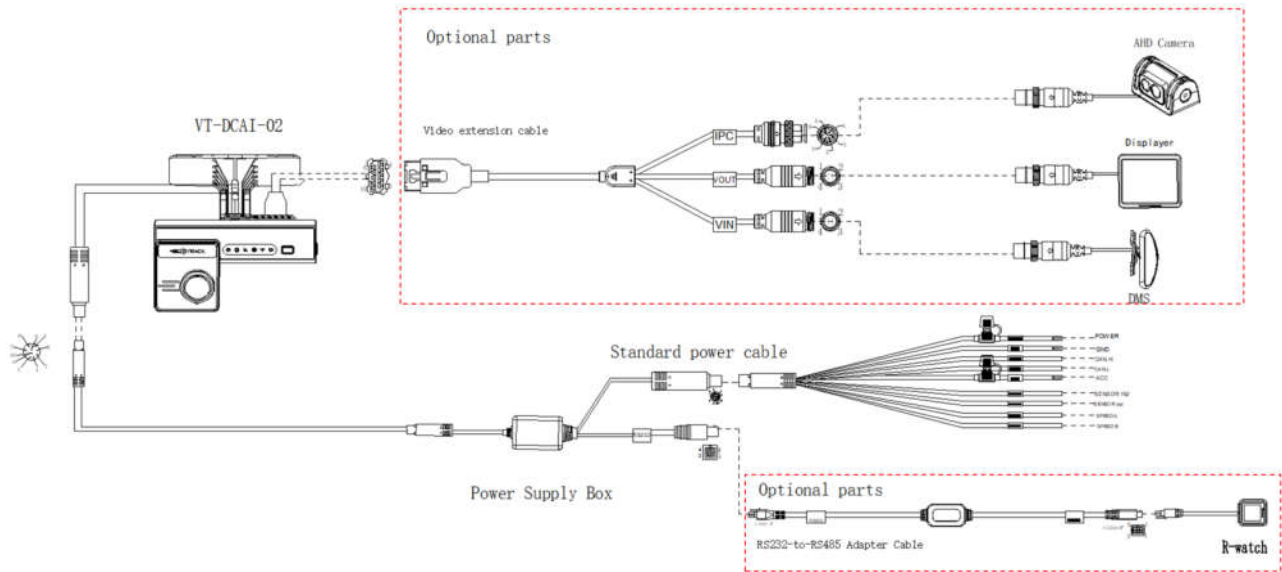 Optional parts
AHD Camera
VT-DCAI-02
Video extension cable
IPC
Displayer
VOUT
VIN
DMS
Standard power cable
POWER
GND
ACC
Power Supply Box
Optional parts
RS232-to-RS485 Adapter Cable
R-watch